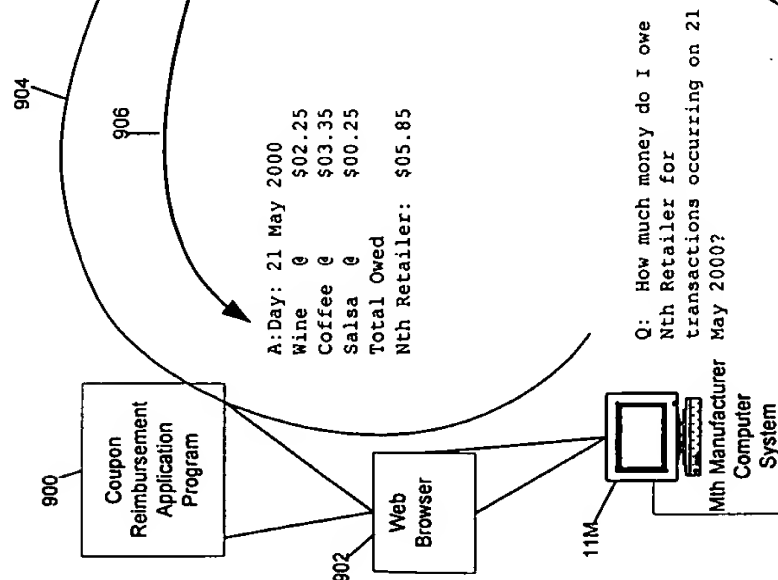 900
Coupon
Reimbursement
Application
Program
904
906
A:Day: 21 May 2000
Wine @ $02.25
Coffee @ $03.35
Salsa @ $00.25
Total Owed
Nth Retailer: $05.85
902
Web
Browser
11M
Mth Manufacturer
Computer
System
Q: How much money do I owe
Nth Retailer for
transactions occurring on 21
May 2000?